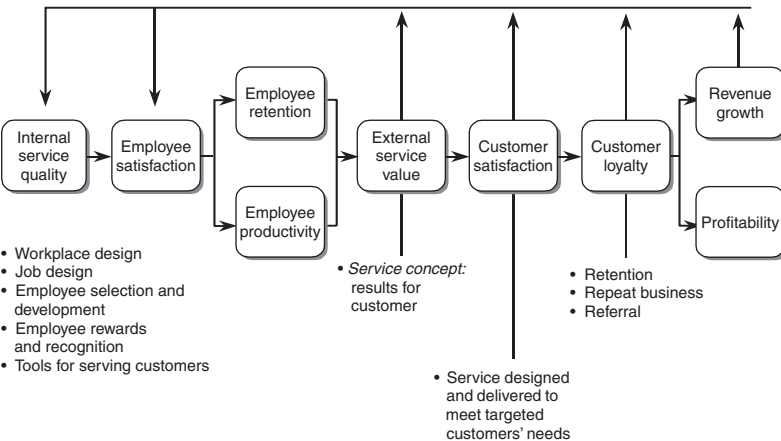 Internal
service
quality
Employee
satisfaction
Employee
retention
Employee
productivity
External
service
value
Customer
satisfaction
Customer
loyalty
Revenue
growth
Profitability
• Workplace design
• Job design
• Employee selection and
development
• Employee rewards
and recognition
• Tools for serving customers
• Service concept:
results for
customer
• Service designed
and delivered to
meet targeted
customers’ needs
• Retention
• Repeat business
• Referral